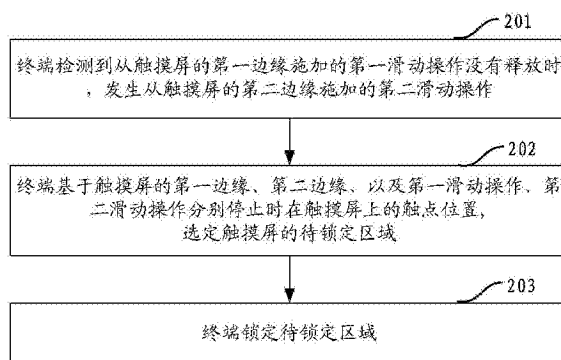 201
终端检测到从触摸屏的第一边缘施加的第一滑动操作没有释放时
，发生从触摸屏的第二边缘施加的第二滑动操作
202
终端基于触摸屏的第一边缘、第二边缘、以及第一滑动操作、第
二滑动操作分别停止时在触摸屏上的触点位置，
选定触摸屏的待锁定区域
203
终端锁定待锁定区域